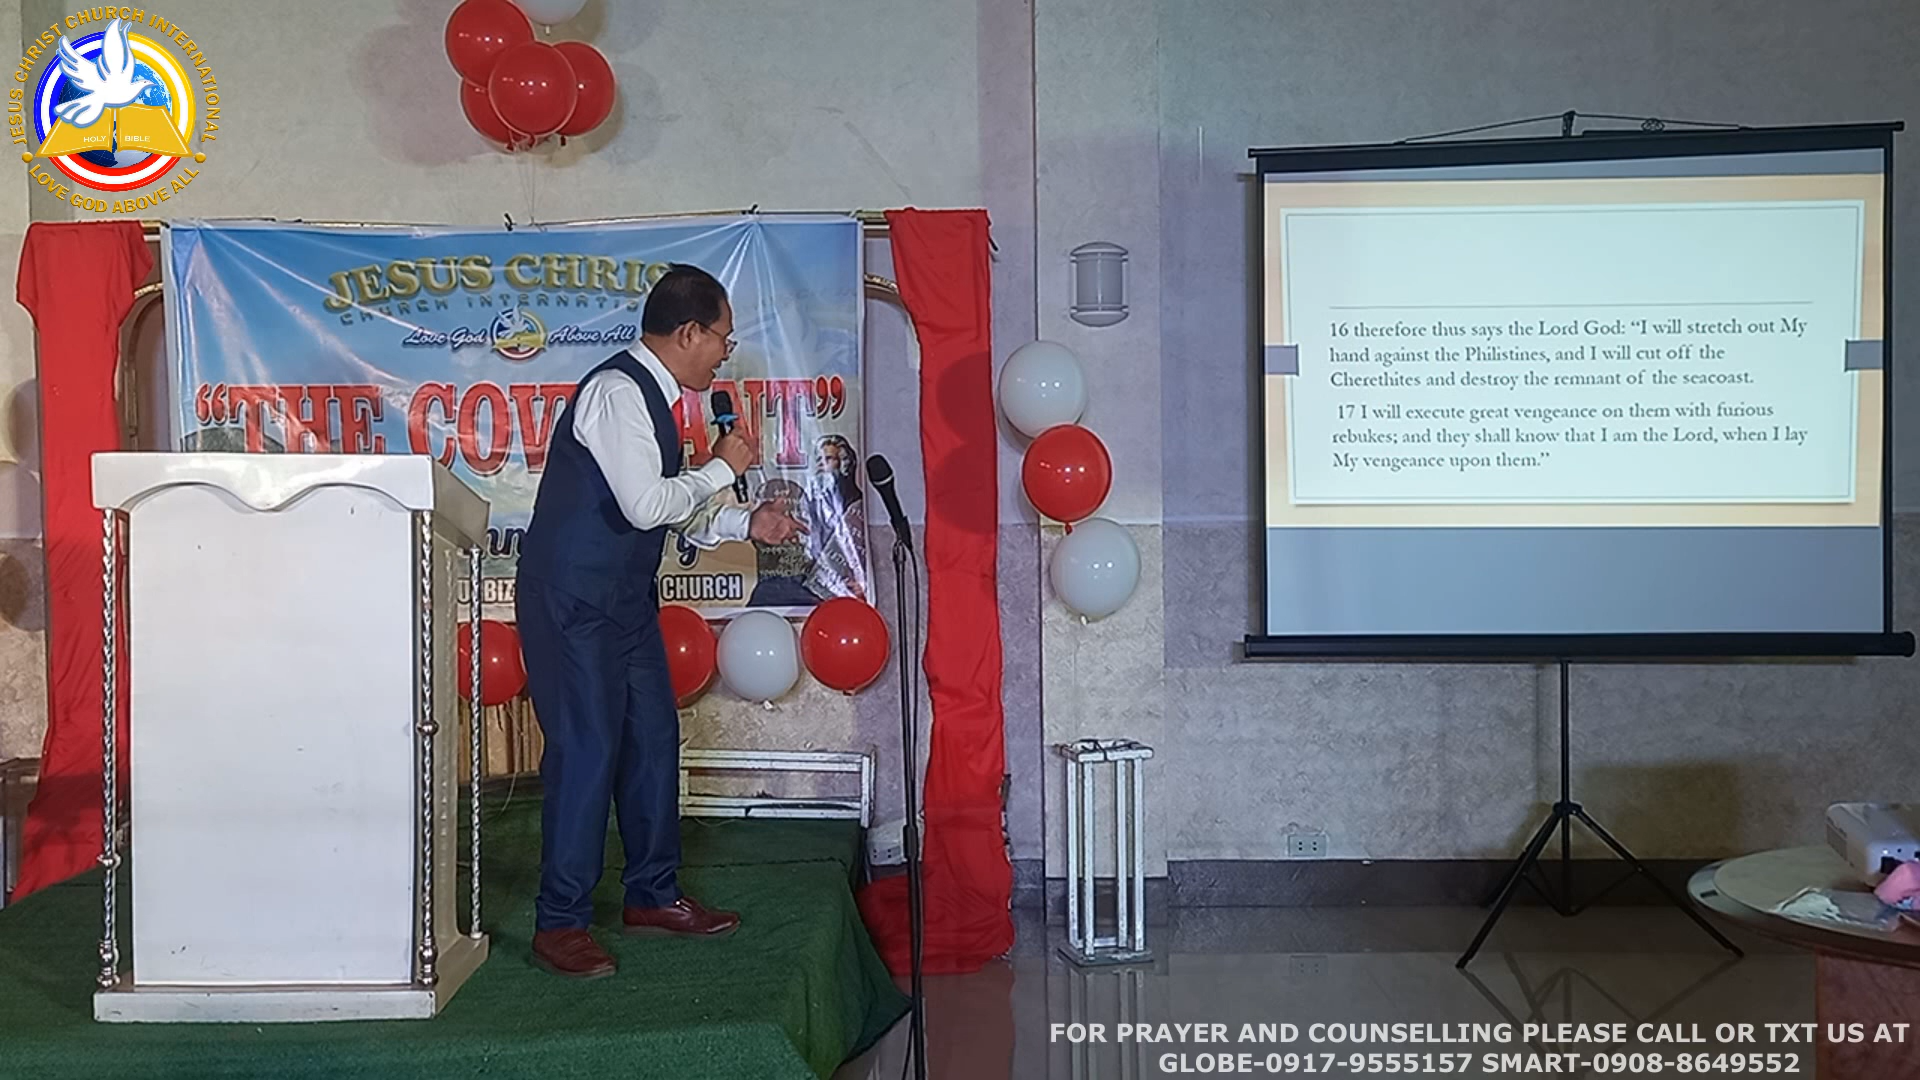 JESUS CHRIST CHURCH INTERNATIONAL
HOLY BIBLE
LOVE GOD ABOVE ALL
JESUS CHRIS
CHURCH INTERNATIO
Love God Above All
"THE COV ANT"
CHURCH
16 therefore thus says the Lord God: “I will stretch out My
hand against the Philistines, and I will cut off the
Cherethites and destroy the remnant of the seacoast.
17 I will execute great vengeance on them with furious
rebukes; and they shall know that I am the Lord, when I lay
My vengeance upon them.”
FOR PRAYER AND COUNSELLING PLEASE CALL OR TXT US AT
GLOBE-0917-9555157 SMART-0908-8649552